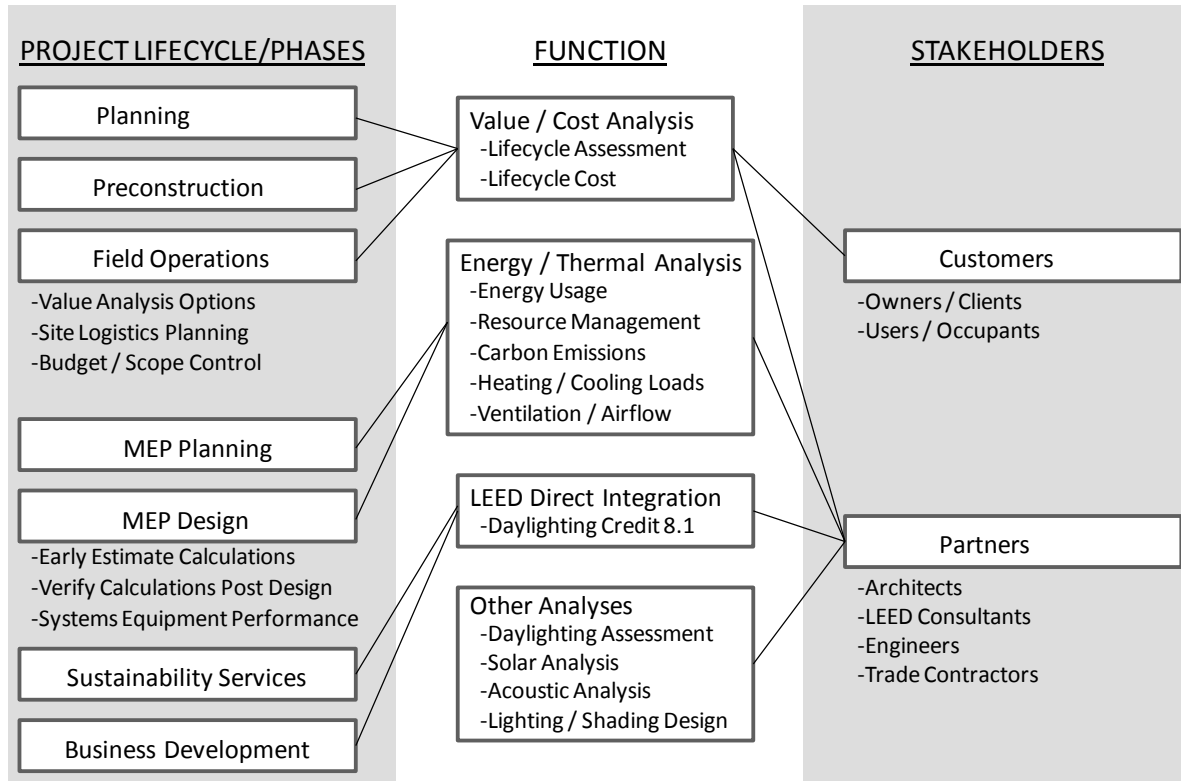 PROJECT LIFECYCLE/PHASES
Planning
Preconstruction
Field Operations
-Value Analysis Options
-Site Logistics Planning
-Budget / Scope Control
MEP Planning
MEP Design
-Early Estimate Calculations
-Verify Calculations Post Design
-Systems Equipment Performance
Sustainability Services
Business Development
FUNCTION
Value / Cost Analysis
-Lifecycle Assessment
-Lifecycle Cost
Energy / Thermal Analysis
-Energy Usage
-Resource Management
-Carbon Emissions
-Heating / Cooling Loads
-Ventilation / Airflow
LEED Direct Integration
-Daylighting Credit 8.1
Other Analyses
-Daylighting Assessment
-Solar Analysis
-Acoustic Analysis
-Lighting / Shading Design
STAKEHOLDERS
Customers
-Owners / Clients
-Users / Occupants
Partners
-Architects
-LEED Consultants
-Engineers
-Trade Contractors